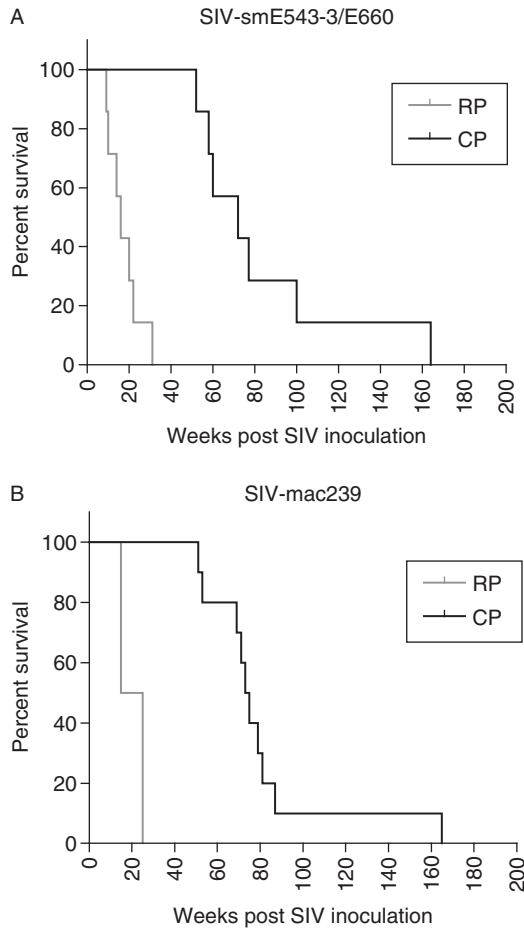 A
SIV-smE543-3/E660
100
80
60
40
20
0
Percent survival
RP
CP
0 20 40 60 80 100 120 140 160 180 200
Weeks post SIV inoculation
B
SIV-mac239
100
80
60
40
20
0
Percent survival
RP
CP
0 20 40 60 80 100 120 140 160 180 200
Weeks post SIV inoculation